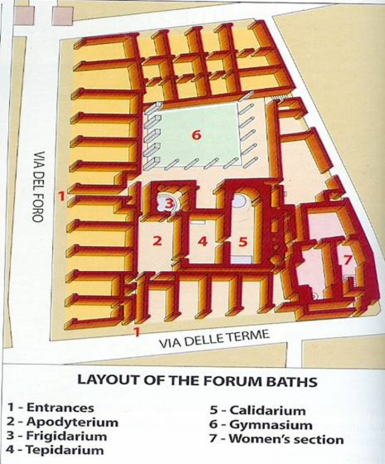 6
VIA DEL FORO
1
3
2
4
5
7
1
VIA DELLE TERME
LAYOUT OF THE FORUM BATHS
1 - Entrances
2 - Apodyterium
3 - Frigidarium
4 - Tepidarium
5 - Calidarium
6 - Gymnasium
7 - Women's section